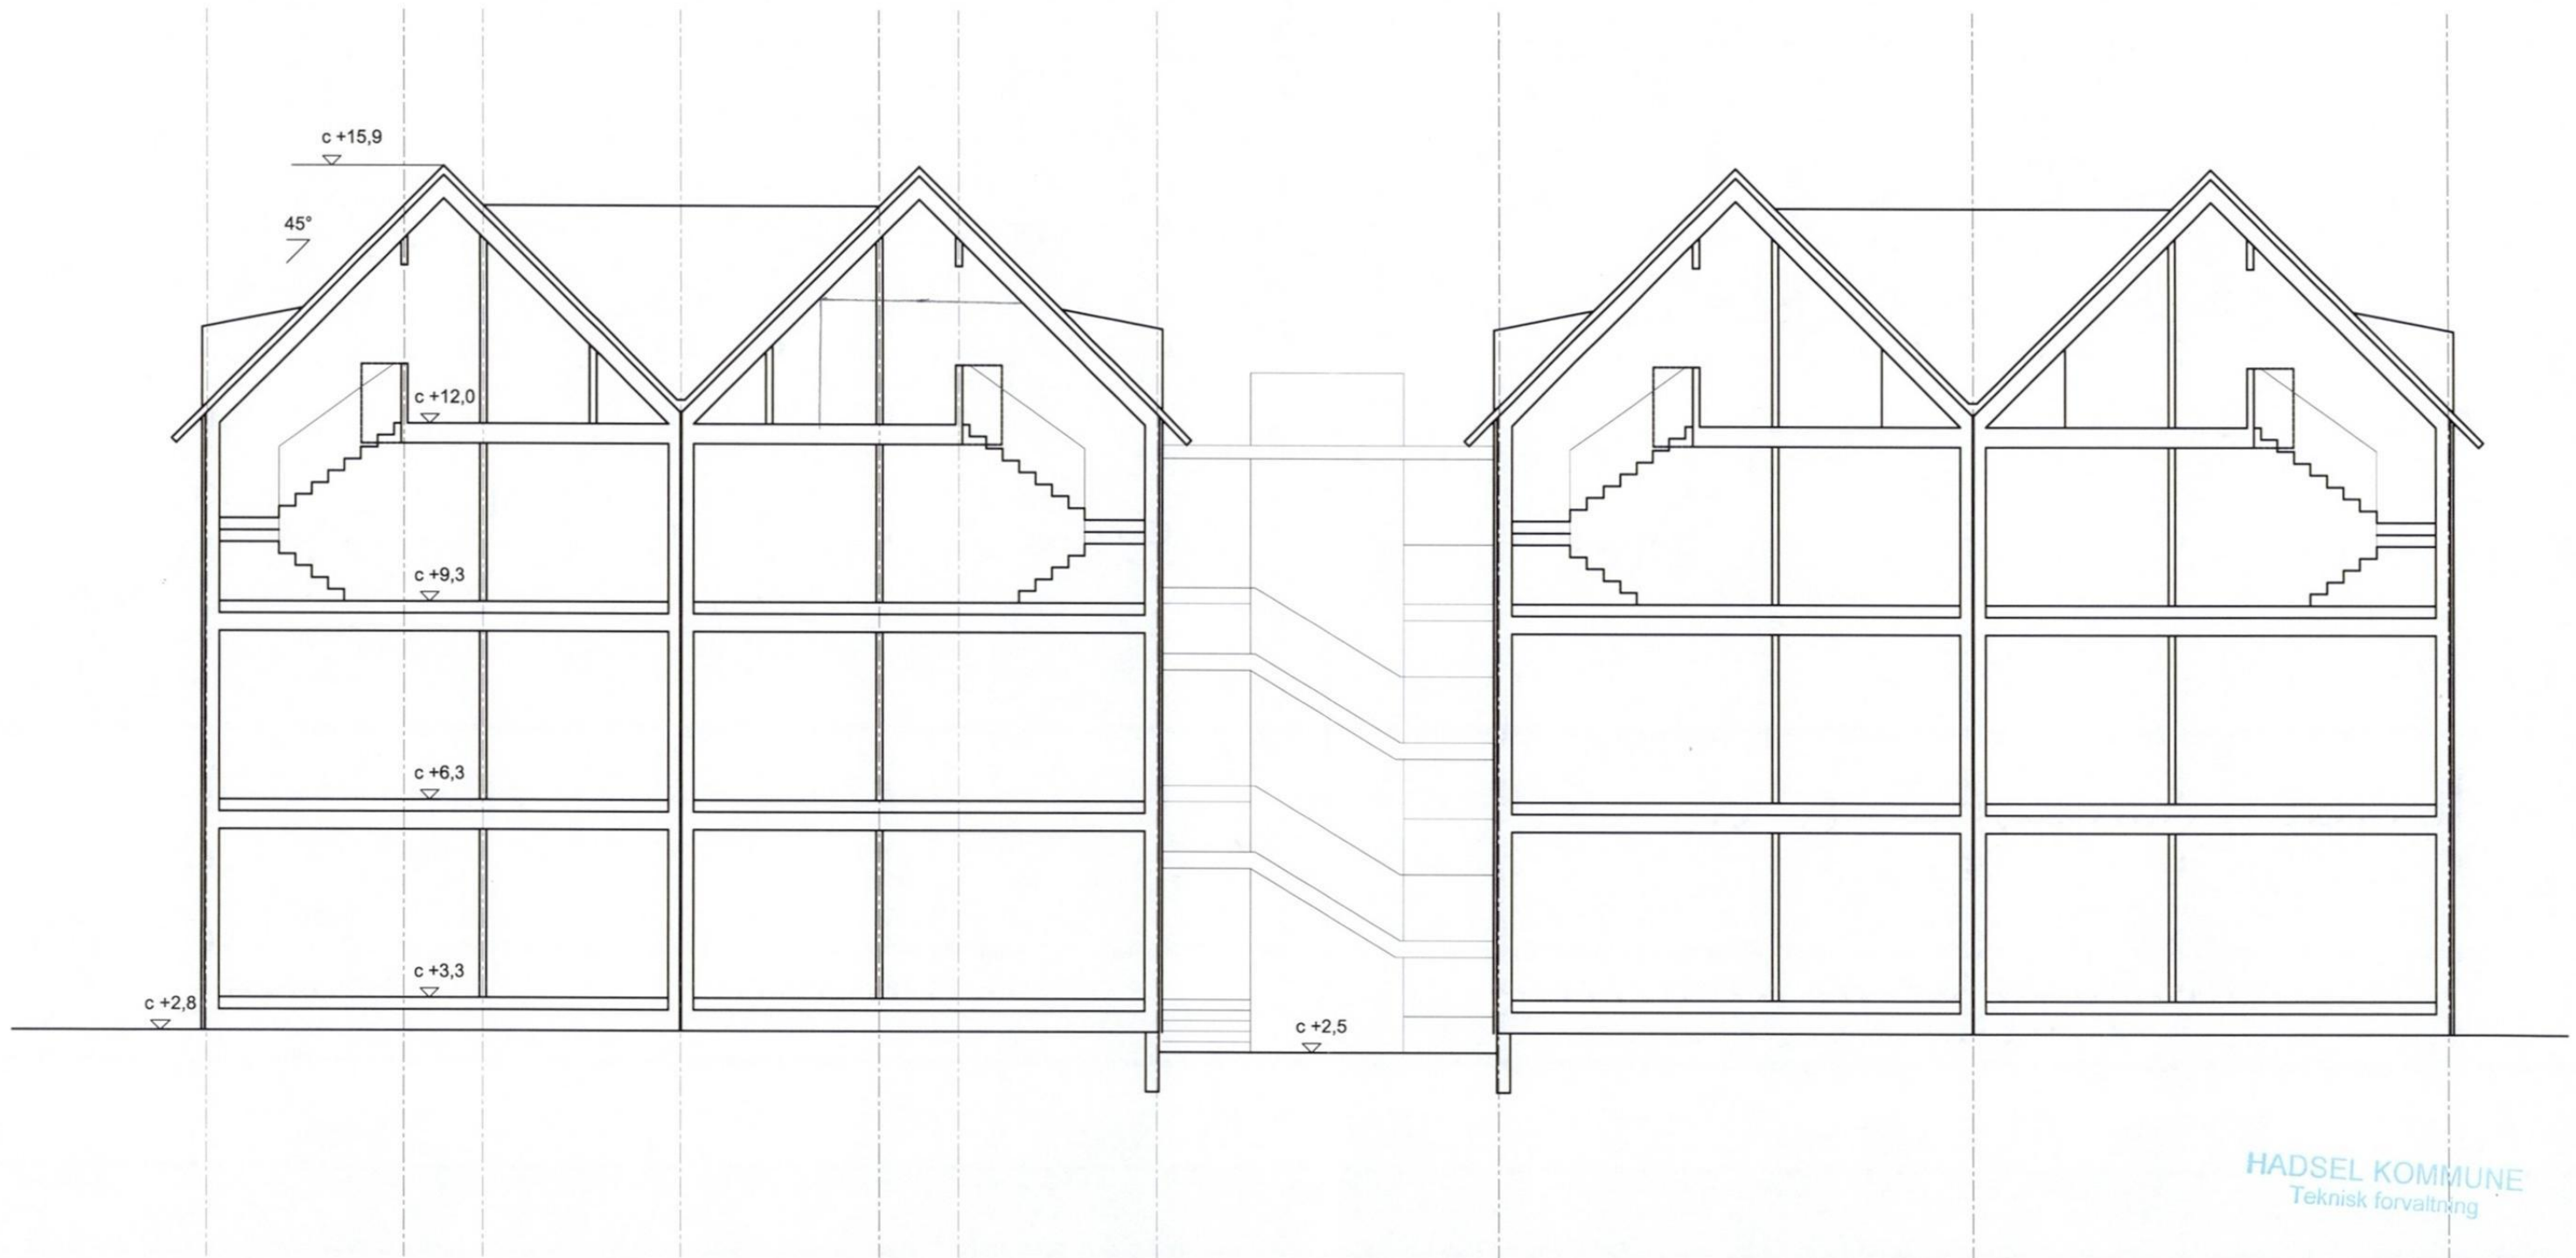 c +15,9
45°
c +12,0
c +9,3
c +6,3
c +3,3
c +2,8
c +2,5
HADSEL KOMMUNE
Teknisk forvaltning